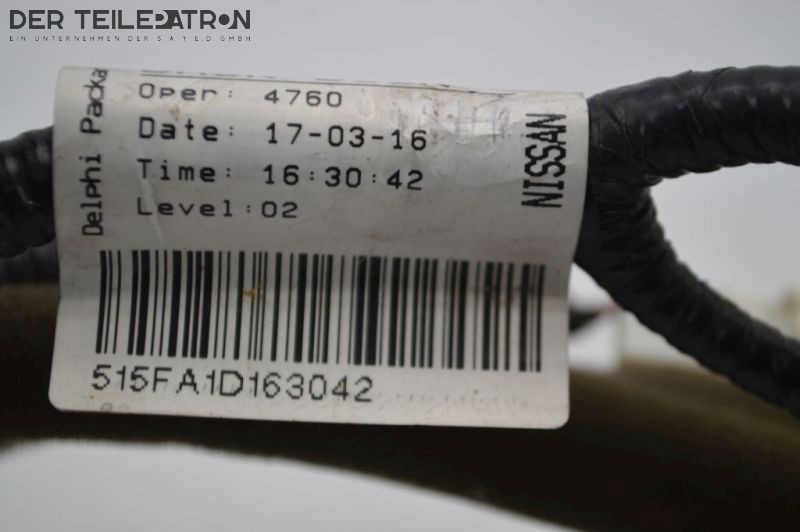 DER TEILEPATRON
EIN UNTERNEHMEN DER S A Y E D GMBH
Delphi Packa
Oper: 4760
Date: 17-03-16
Time: 16:30:42
Level:02
NISSAN
515FA1D163042